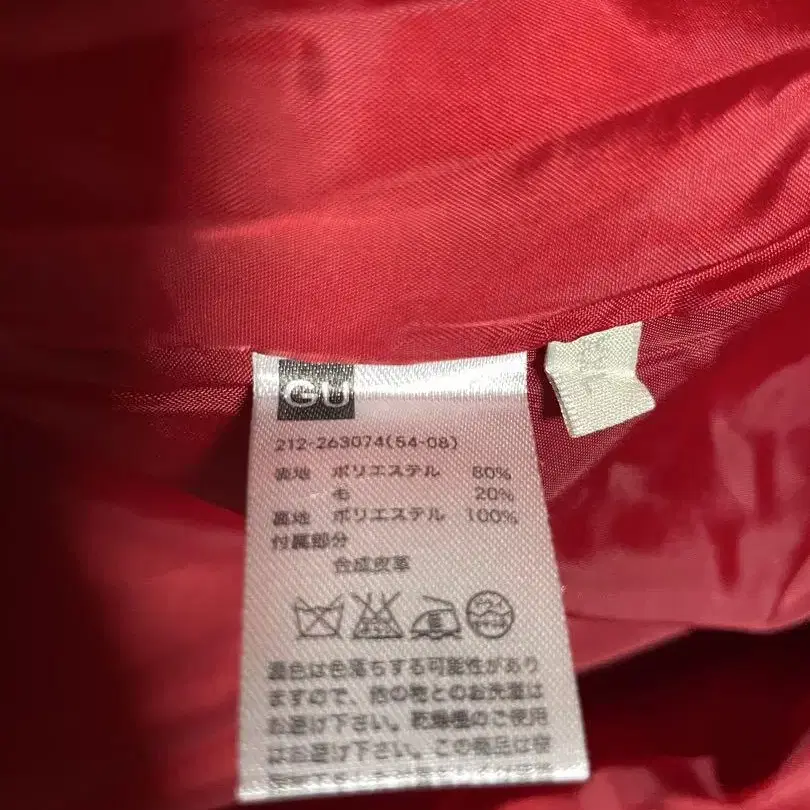 GU
212-263074(54-08)
表地 ポリエステル 80%
毛 20%
裏地 ポリエステル 100%
付属部分
合成皮革
濃色は色落ちする可能性があり
ますので、他の物とのお洗濯は
お避け下さい。乾燥機のご使用
はお避け下さい。この商品は